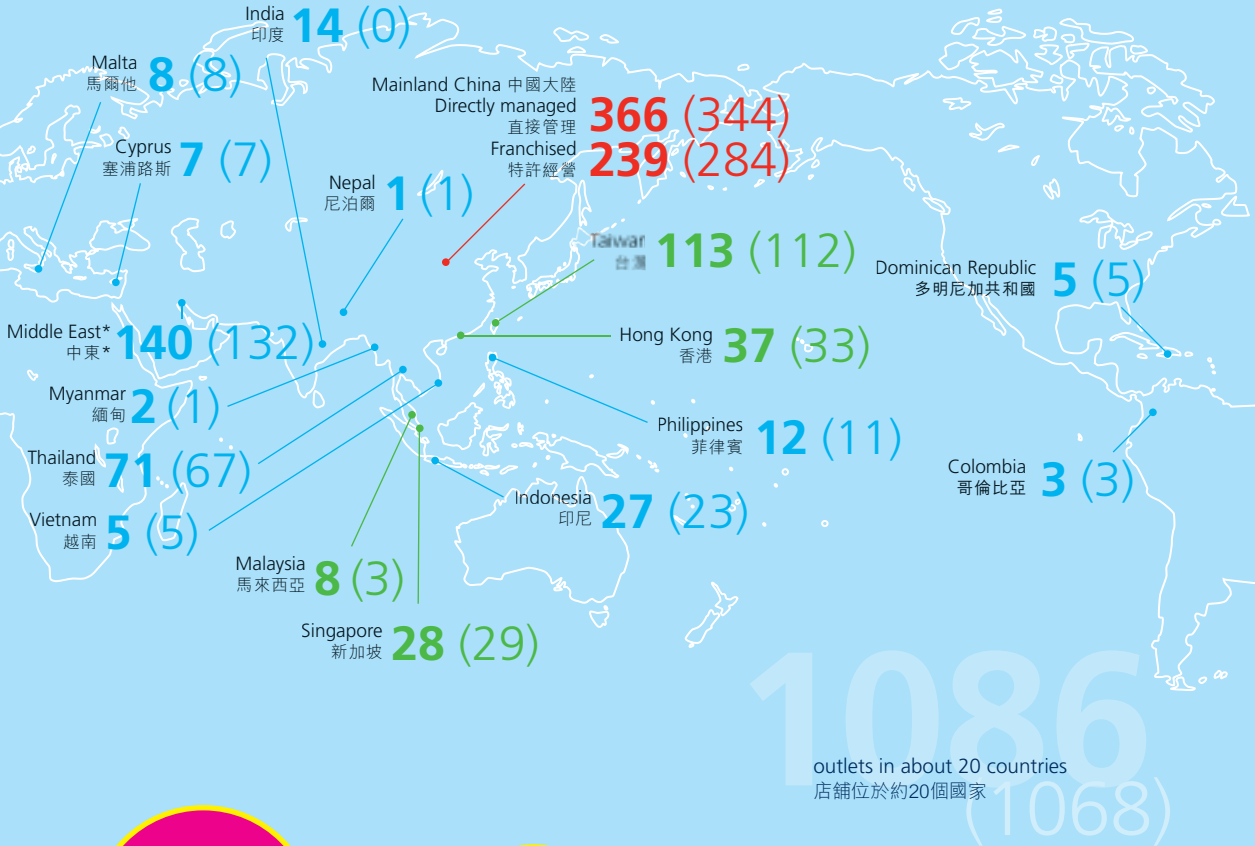 India
印度 14 (0)
Malta
馬爾他 8 (8)
Mainland China 中國大陸
Directly managed
直接管理 366 (344)
Franchised
特許經營 239 (284)
Cyprus
塞浦路斯 7 (7)
Nepal
尼泊爾 1 (1)
Taiwan
台灣 113 (112)
Dominican Republic
多明尼加共和國 5 (5)
Middle East*
中東* 140 (132)
Hong Kong
香港 37 (33)
Myanmar
緬甸 2 (1)
Philippines
菲律賓 12 (11)
Thailand
泰國 71 (67)
Colombia
哥倫比亞 3 (3)
Indonesia
印尼 27 (23)
Vietnam
越南 5 (5)
Malaysia
馬來西亞 8 (3)
Singapore
新加坡 28 (29)
1086
outlets in about 20 countries
店舖位於約20個國家
(1068)